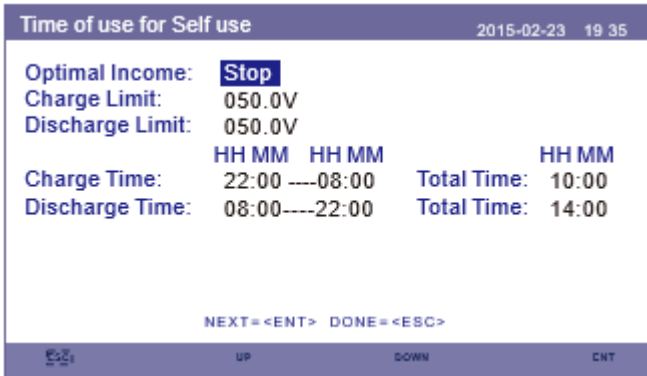 Time of use for Self use 2015-02-23 19 35
Optimal Income: Stop
Charge Limit: 050.0V
Discharge Limit: 050.0V
HH MM HH MM HH MM
Charge Time: 22:00 ----08:00 Total Time: 10:00
Discharge Time: 08:00----22:00 Total Time: 14:00
NEXT=<ENT> DONE=<ESC>
ESC UP DOWN ENT